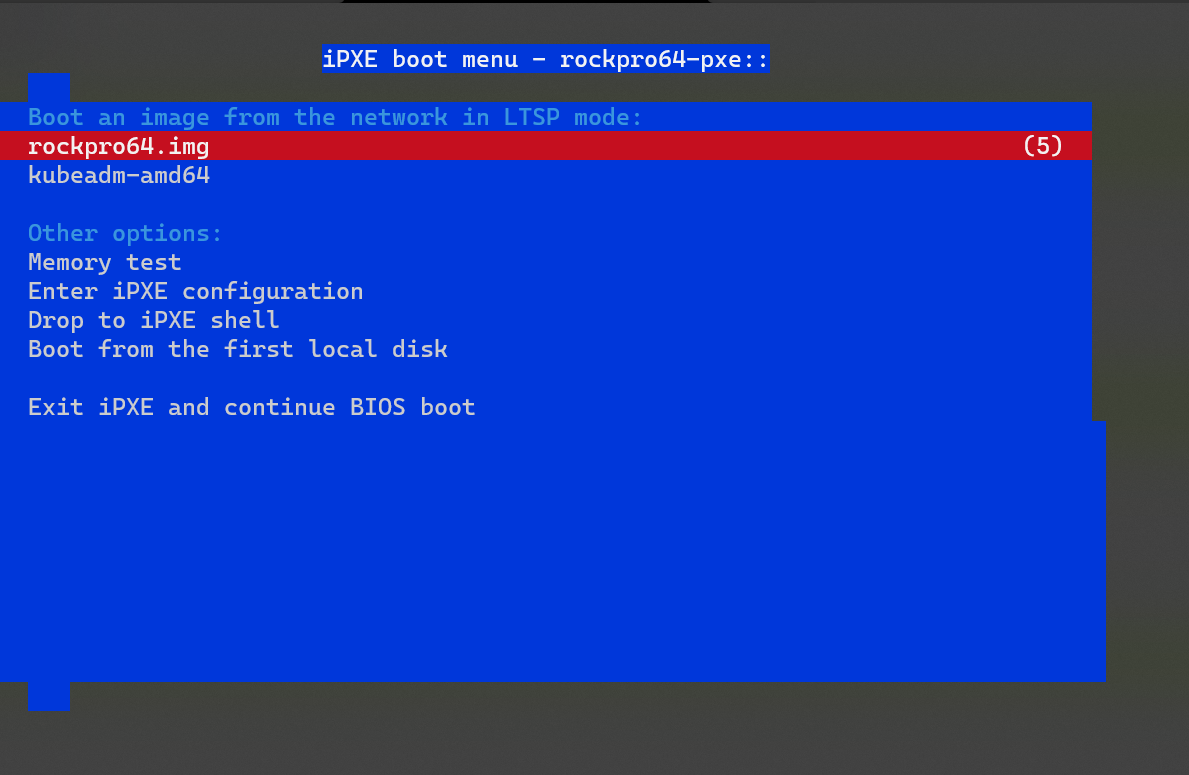 iPXE boot menu - rockpro64-pxe::
Boot an image from the network in LTSP mode:
rockpro64.img (5)
kubeadm-amd64
Other options:
Memory test
Enter iPXE configuration
Drop to iPXE shell
Boot from the first local disk
Exit iPXE and continue BIOS boot